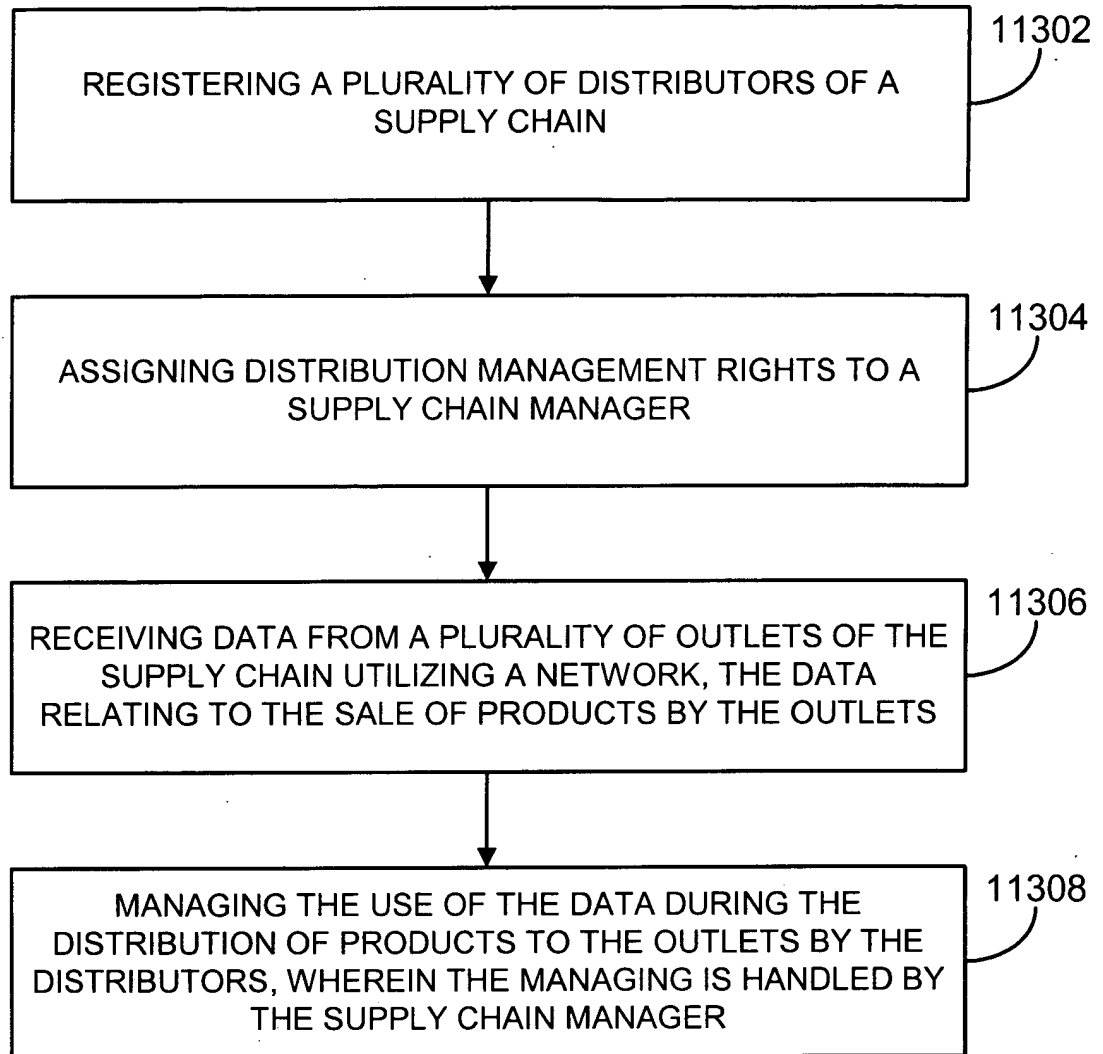 11302
REGISTERING A PLURALITY OF DISTRIBUTORS OF A
SUPPLY CHAIN
11304
ASSIGNING DISTRIBUTION MANAGEMENT RIGHTS TO A
SUPPLY CHAIN MANAGER
11306
RECEIVING DATA FROM A PLURALITY OF OUTLETS OF THE
SUPPLY CHAIN UTILIZING A NETWORK, THE DATA
RELATING TO THE SALE OF PRODUCTS BY THE OUTLETS
11308
MANAGING THE USE OF THE DATA DURING THE
DISTRIBUTION OF PRODUCTS TO THE OUTLETS BY THE
DISTRIBUTORS, WHEREIN THE MANAGING IS HANDLED BY
THE SUPPLY CHAIN MANAGER